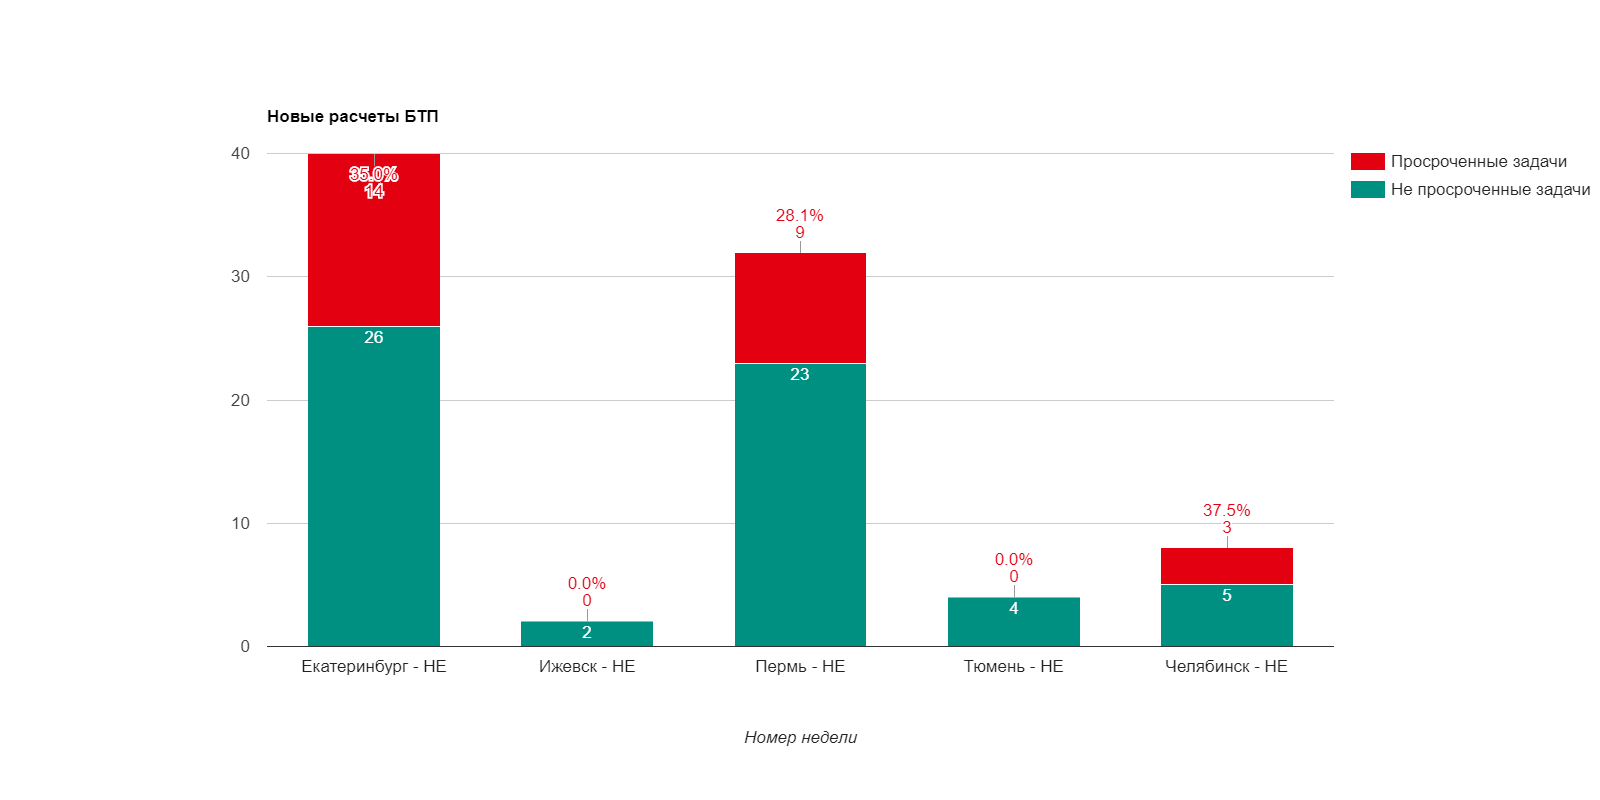 Новые расчеты БТП
40
30
20
10
0
35.0%
14
26
0.0%
0
2
28.1%
9
23
0.0%
0
4
37.5%
3
5
Екатеринбург - НЕ
Ижевск - НЕ
Пермь - НЕ
Тюмень - НЕ
Челябинск - НЕ
Номер недели
Просроченные задачи
Не просроченные задачи